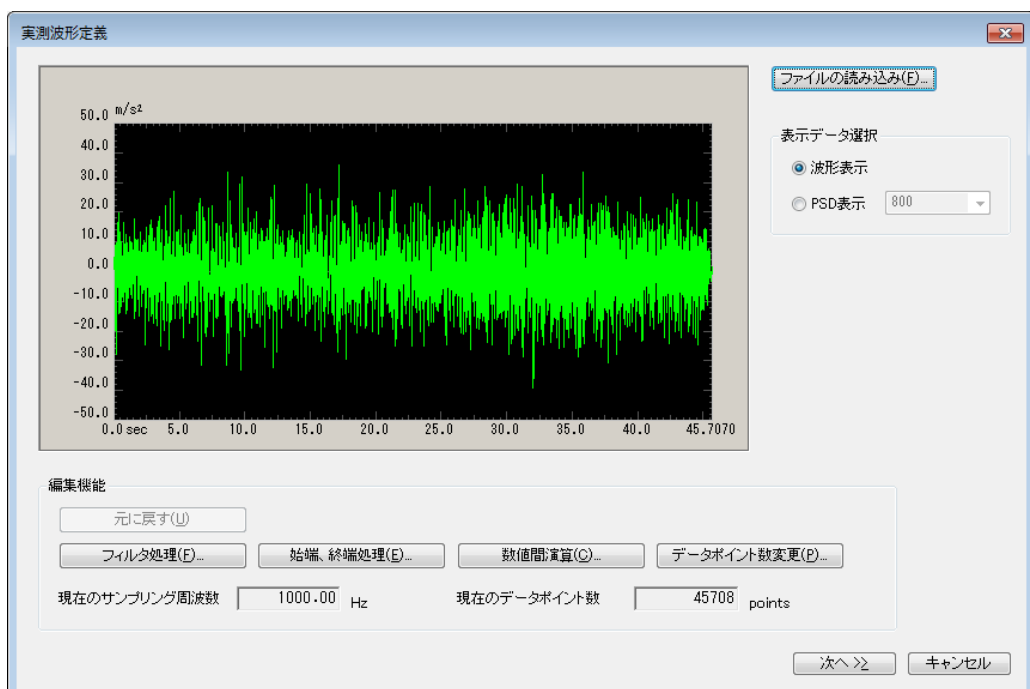 実測波形定義
ファイルの読み込み(F)...
m/s²
50.0
40.0
30.0
20.0
10.0
0.0
-10.0
-20.0
-30.0
-40.0
-50.0
0.0 sec 5.0 10.0 15.0 20.0 25.0 30.0 35.0 40.0 45.7070
表示データ選択
波形表示
PSD表示 800
編集機能
元に戻す(U)
フィルタ処理(F)... 始端、終端処理(E)... 数値間演算(C)... データポイント数変更(P)...
現在のサンプリング周波数 1000.00 Hz 現在のデータポイント数 45708 points
次へ >> キャンセル